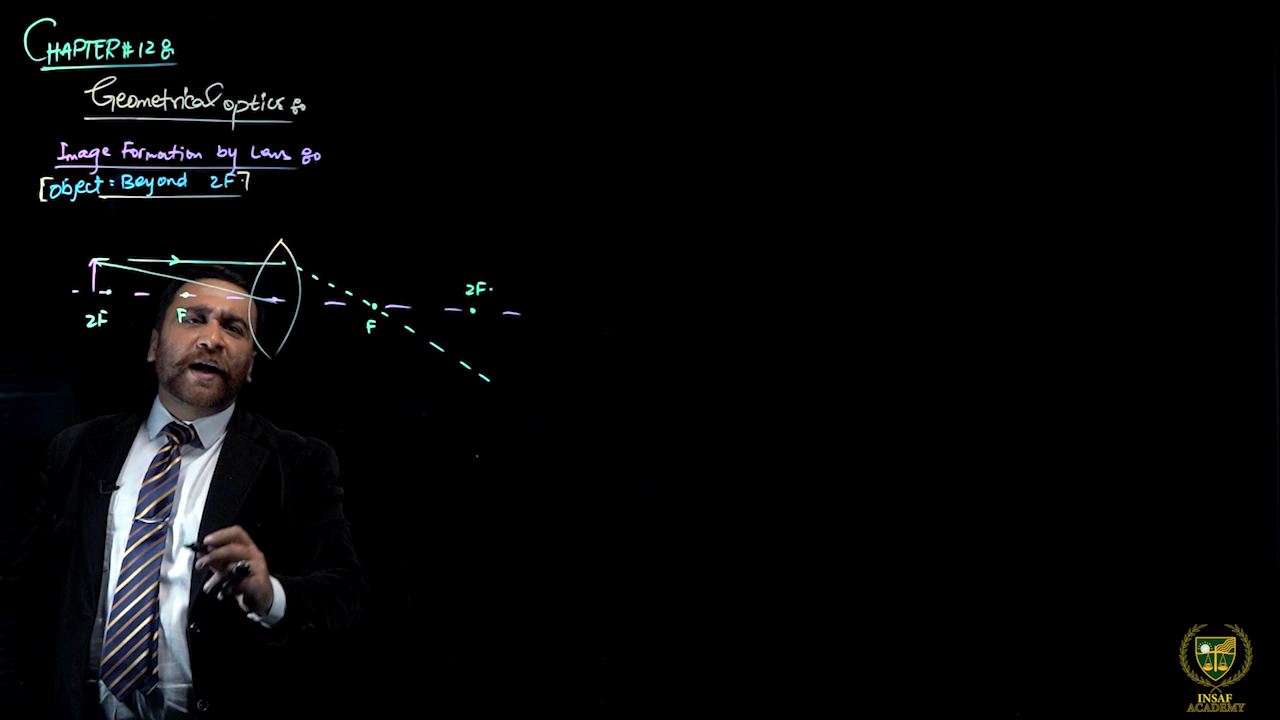 CHAPTER#12:
Geometrical optics:
Image Formation by Lens:
[Object: Beyond 2F.]
2F.
2F
F
F
INSAF
ACADEMY